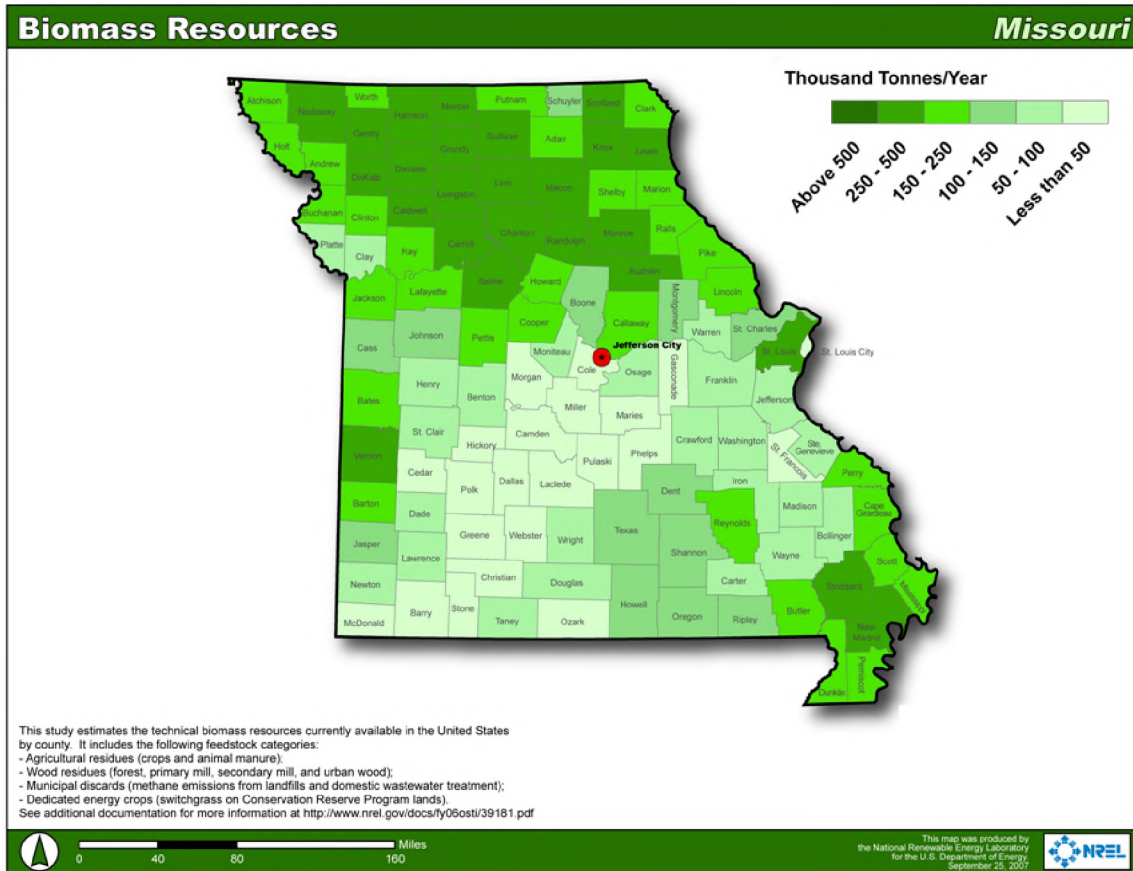 Biomass Resources
Missouri
Thousand Tonnes/Year
Above 500
250 - 500
150 - 250
100 - 150
50 - 100
Less than 50
Atchison
Nodaway
Worth
Harrison
Mercer
Putnam
Schuyler
Scotland
Clark
Holt
Gentry
Sullivan
Adair
Knox
Lewis
Andrew
DeKalb
Daviess
Grundy
Linn
Macon
Shelby
Marion
Buchanan
Clinton
Caldwell
Livingston
Chariton
Randolph
Monroe
Ralls
Platte
Clay
Ray
Carroll
Audrain
Pike
Jackson
Lafayette
Saline
Howard
Boone
Callaway
Montgomery
Lincoln
Cass
Johnson
Pettis
Cooper
Moniteau
Jefferson City
Cole
Osage
Gasconade
Warren
St. Charles
St. Louis
St. Louis City
Bates
Henry
Benton
Morgan
Miller
Maries
Franklin
Jefferson
Vernon
St. Clair
Hickory
Camden
Pulaski
Phelps
Crawford
Washington
St. Francois
Ste.
Genevieve
Cedar
Polk
Dallas
Laclede
Dent
Iron
Perry
Barton
Dade
Greene
Webster
Wright
Texas
Shannon
Reynolds
Madison
Bollinger
Cape
Girardeau
Jasper
Lawrence
Christian
Douglas
Wayne
Scott
Newton
Stone
Carter
Stoddard
Mississippi
McDonald
Barry
Taney
Ozark
Howell
Oregon
Ripley
Butler
New
Madrid
Dunklin
Pemiscot
This study estimates the technical biomass resources currently available in the United States
by county. It includes the following feedstock categories:
- Agricultural residues (crops and animal manure);
- Wood residues (forest, primary mill, secondary mill, and urban wood);
- Municipal discards (methane emissions from landfills and domestic wastewater treatment);
- Dedicated energy crops (switchgrass on Conservation Reserve Program lands).
See additional documentation for more information at http://www.nrel.gov/docs/fy06osti/39181.pdf
Miles
0 40 80 160
This map was produced by
the National Renewable Energy Laboratory
for the U.S. Department of Energy.
September 25, 2007
NREL